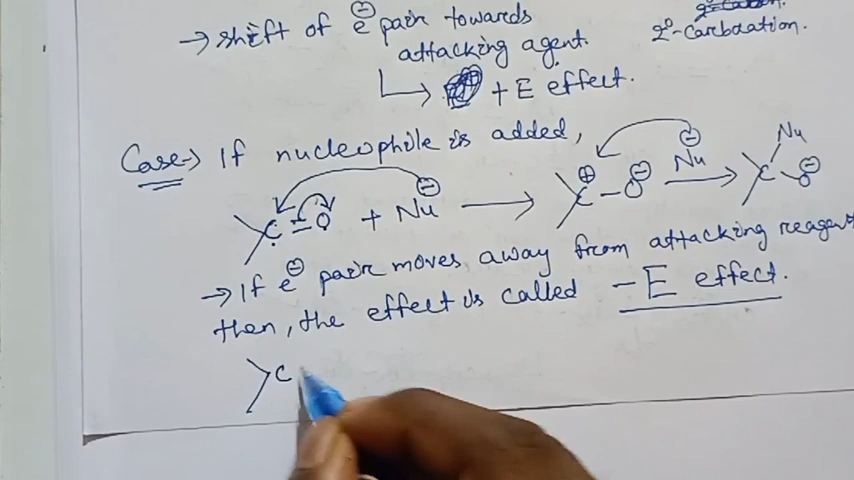 → shift of e⊖ pair towards
attacking agent.
2°-Carbocation.
↳ + E effect.
Case→ If nucleophile is added,
>C=O + Nu⊖ → >C⊕-O⊖ Nu⊖ → >C-O⊖ Nu
→ If e⊖ pair moves away from attacking reagent
then, the effect is called -E effect.
>C